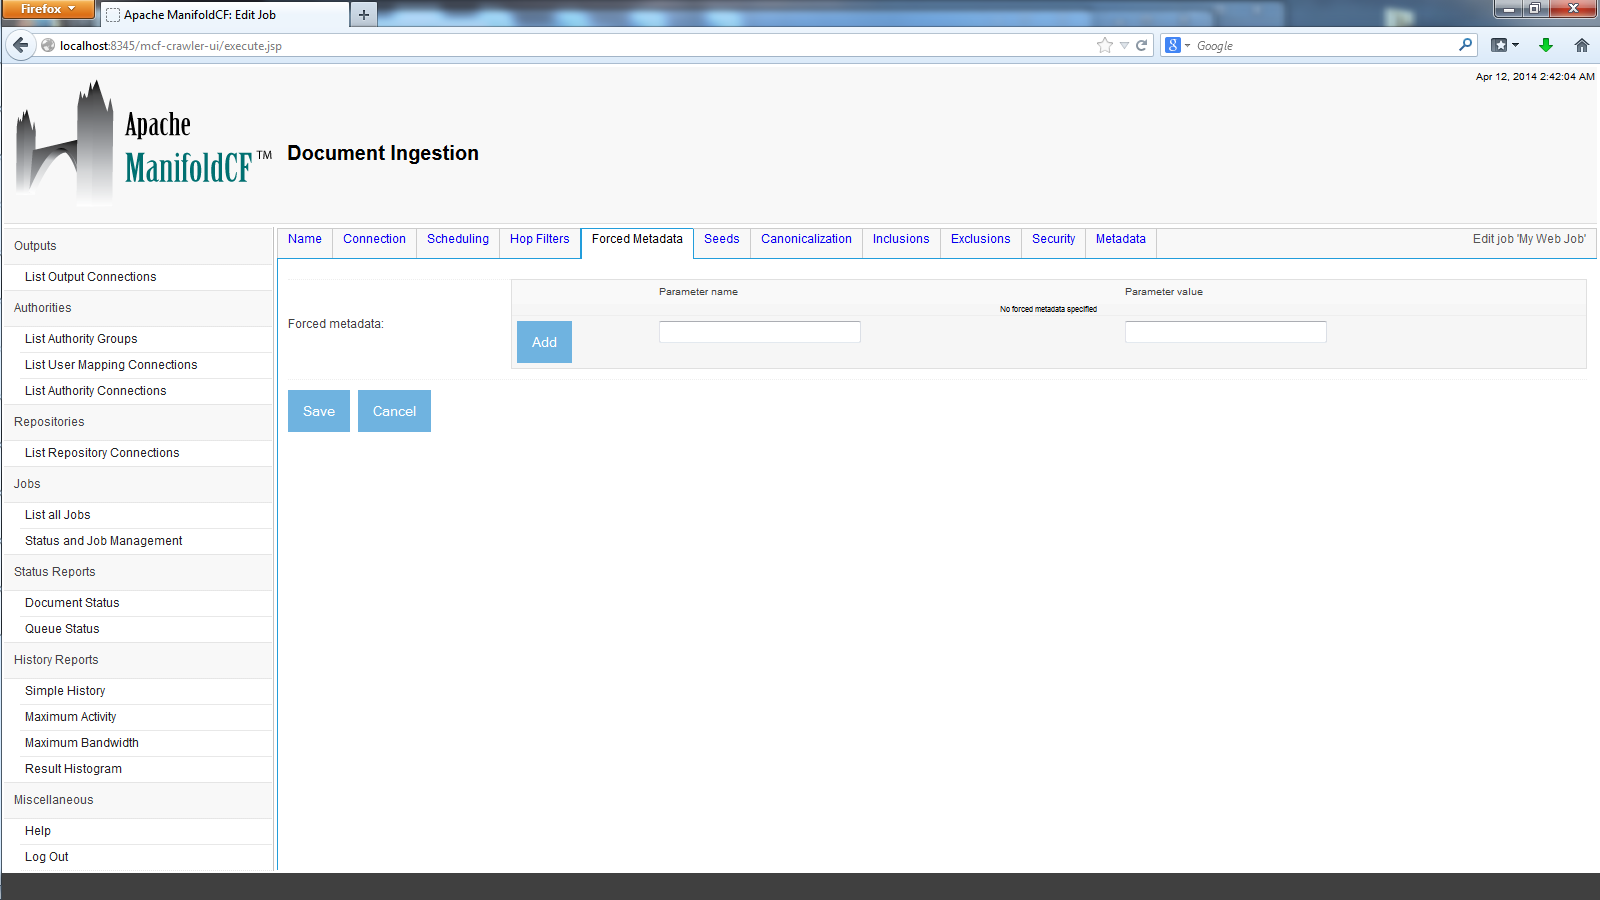 Firefox
Apache ManifoldCF: Edit Job
localhost:8345/mcf-crawler-ui/execute.jsp
Google
Apr 12, 2014 2:42:04 AM
Apache
ManifoldCF™
Document Ingestion
Outputs
List Output Connections
Authorities
List Authority Groups
List User Mapping Connections
List Authority Connections
Repositories
List Repository Connections
Jobs
List all Jobs
Status and Job Management
Status Reports
Document Status
Queue Status
History Reports
Simple History
Maximum Activity
Maximum Bandwidth
Result Histogram
Miscellaneous
Help
Log Out
Name Connection Scheduling Hop Filters Forced Metadata Seeds Canonicalization Inclusions Exclusions Security Metadata Edit job 'My Web Job'
Parameter name Parameter value
No forced metadata specified
Forced metadata:
Add
Save Cancel